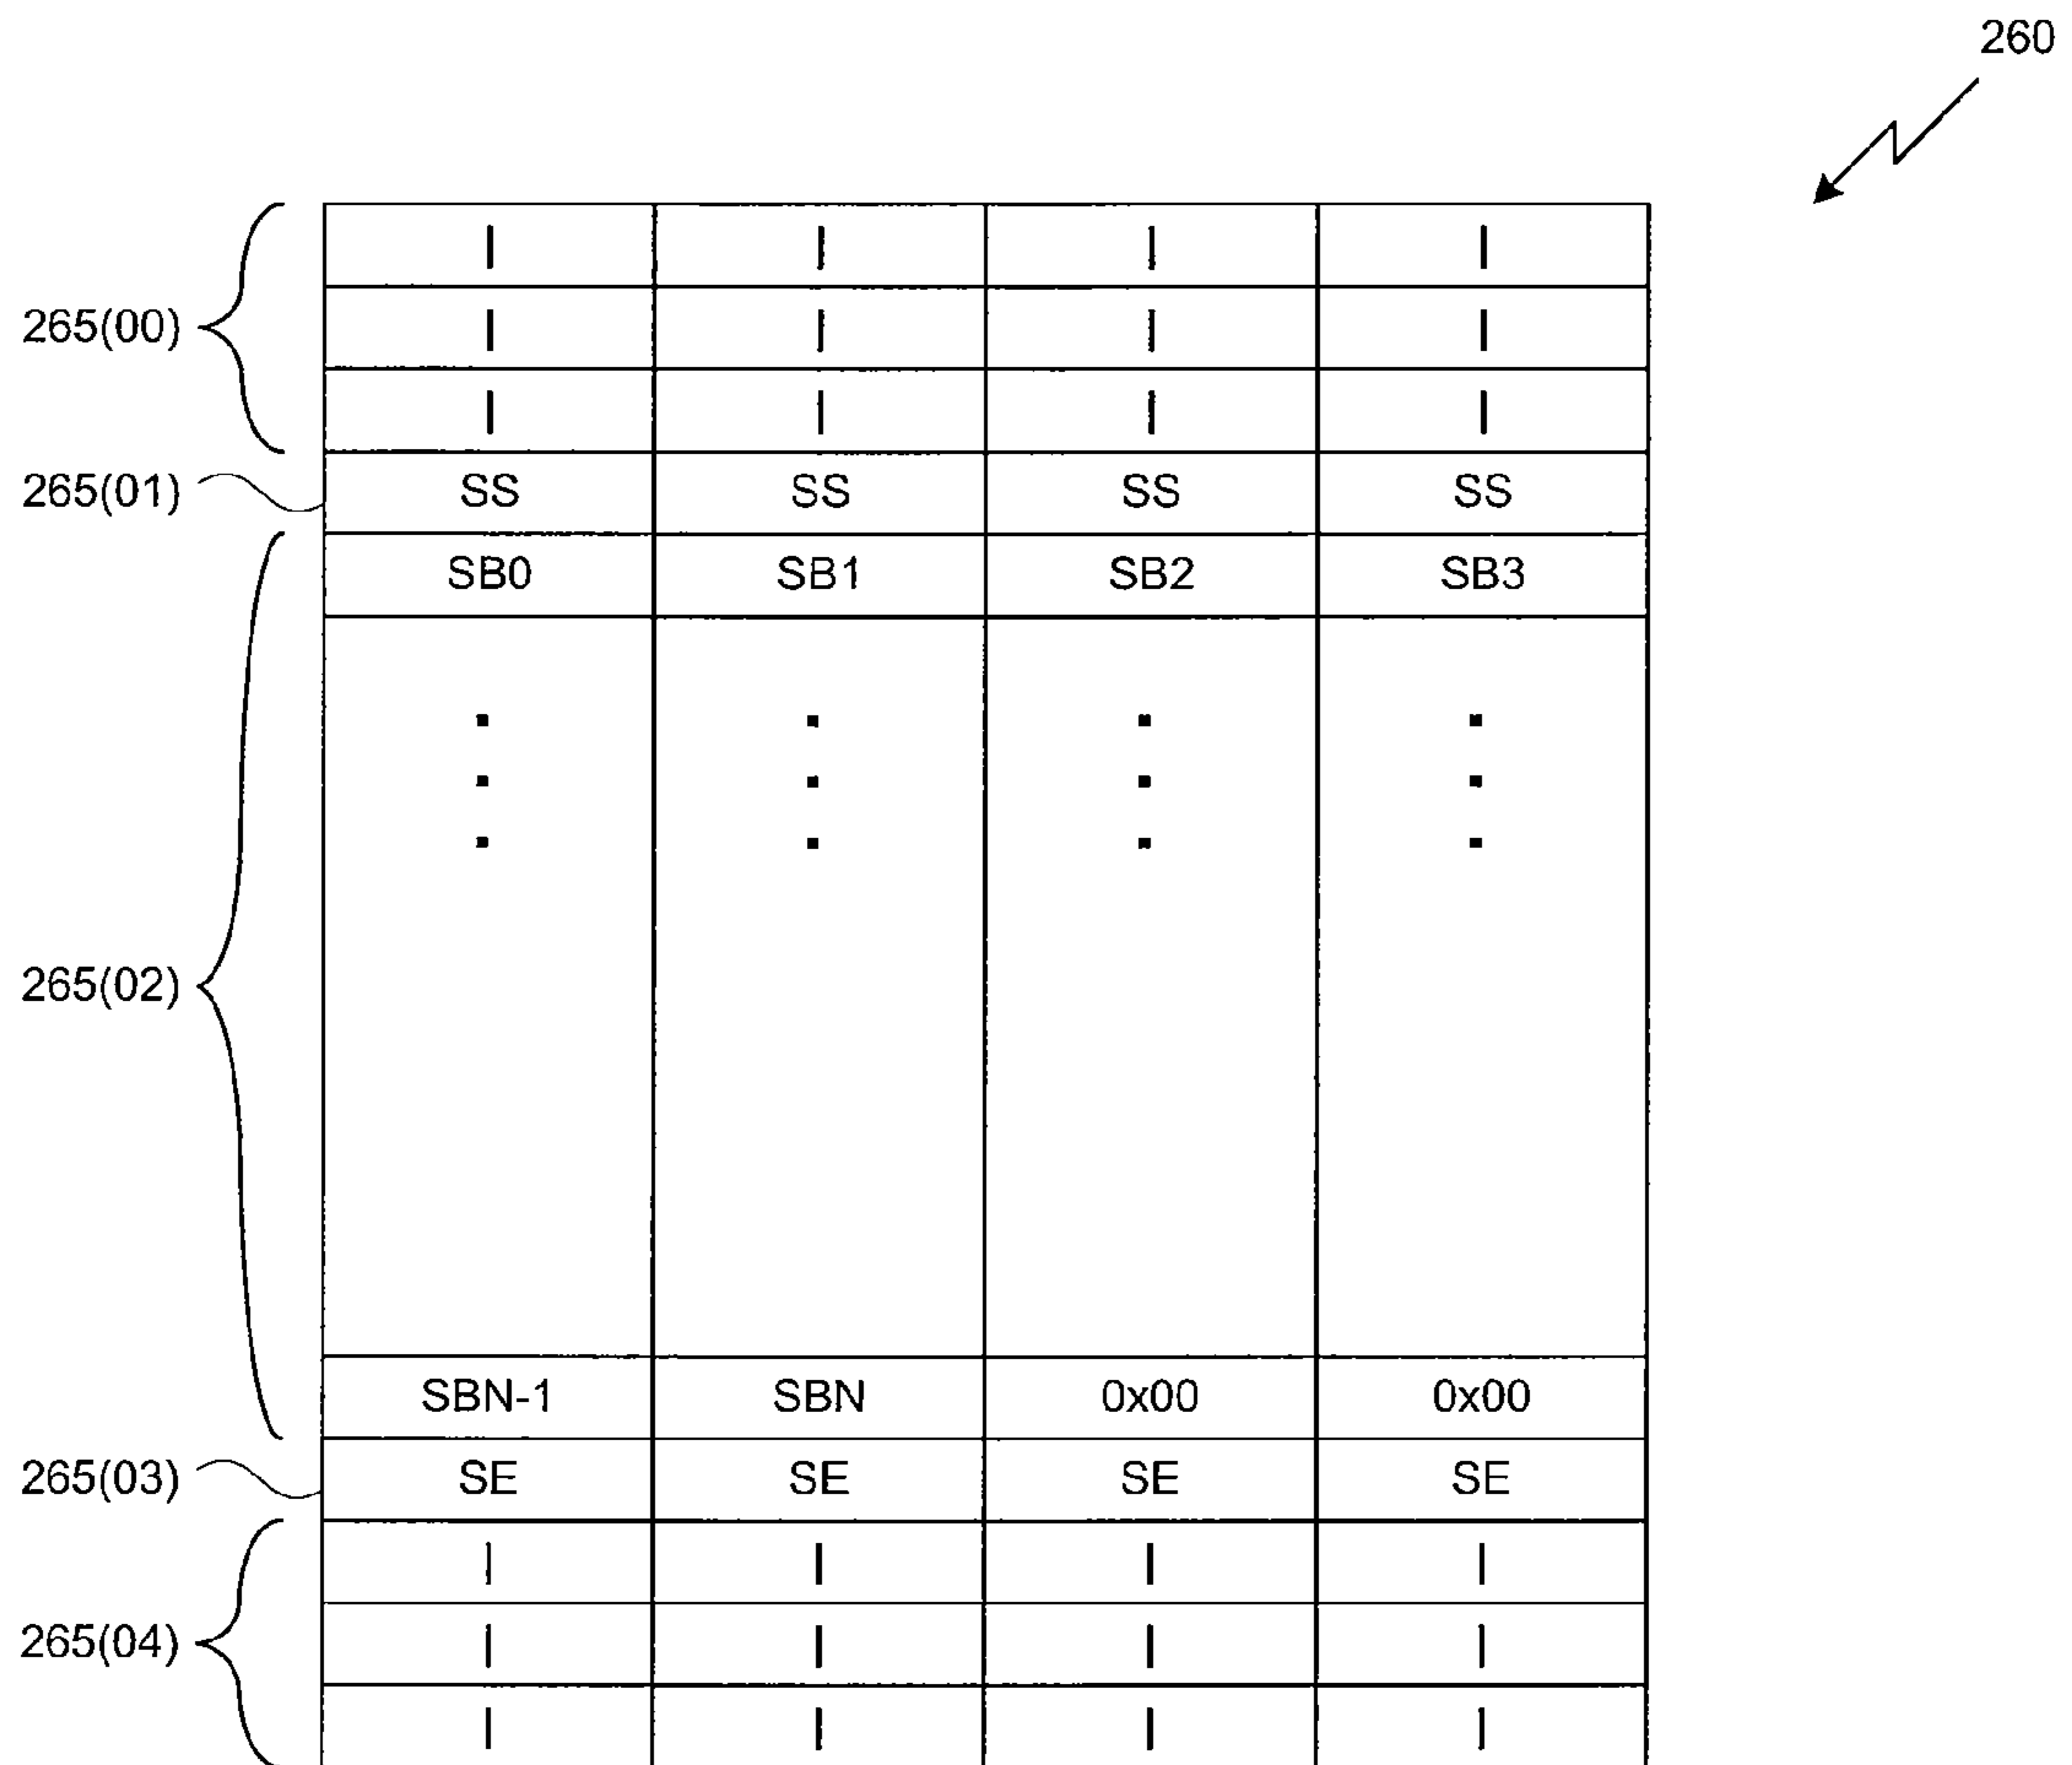 260
265(00)
I I I I
I I I I
I I I I
265(01) SS SS SS SS
SB0 SB1 SB2 SB3
265(02)
SBN-1 SBN 0x00 0x00
265(03) SE SE SE SE
I I I I
265(04) I I I I
I I I I